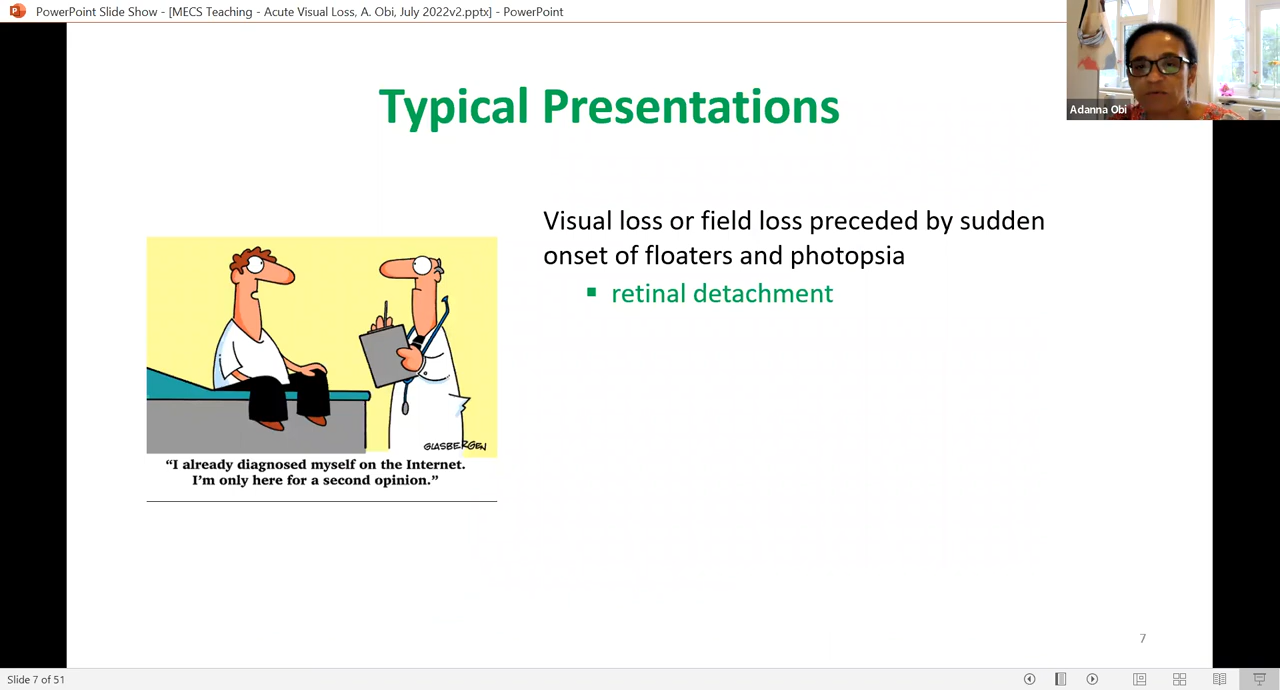 PowerPoint Slide Show - [MECS Teaching - Acute Visual Loss, A. Obi, July 2022v2.pptx] - PowerPoint
Adanna Obi
Typical Presentations
Visual loss or field loss preceded by sudden
onset of floaters and photopsia
▪ retinal detachment
GLASBERGEN
“I already diagnosed myself on the Internet.
I’m only here for a second opinion.”
7
Slide 7 of 51